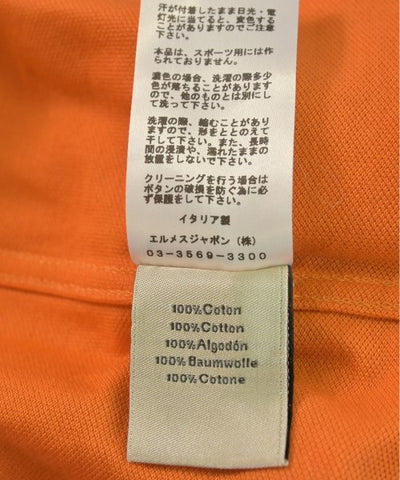 汗が付着したまま日光・電
灯光に当てると、変色する
ことがありますのでご注意
下さい。
本品は、スポーツ用には作
られておりません。
濃色の場合、洗濯の際多少
色が落ちることがあります
ので、他のものとは別にし
て洗って下さい。
洗濯の際、縮むことがあり
ますので、形をととのえて
干して下さい。また、長時
間の浸漬や、濡れたままの
放置をしないで下さい。
クリーニングを行う場合は
ボタンの破損を防ぐ為に必
ず保護をして下さい。
イタリア製
エルメスジャポン(株)
03-3569-3300
100%Coton
100%Cotton
100%Algodón
100%Baumwolle
100%Cotone